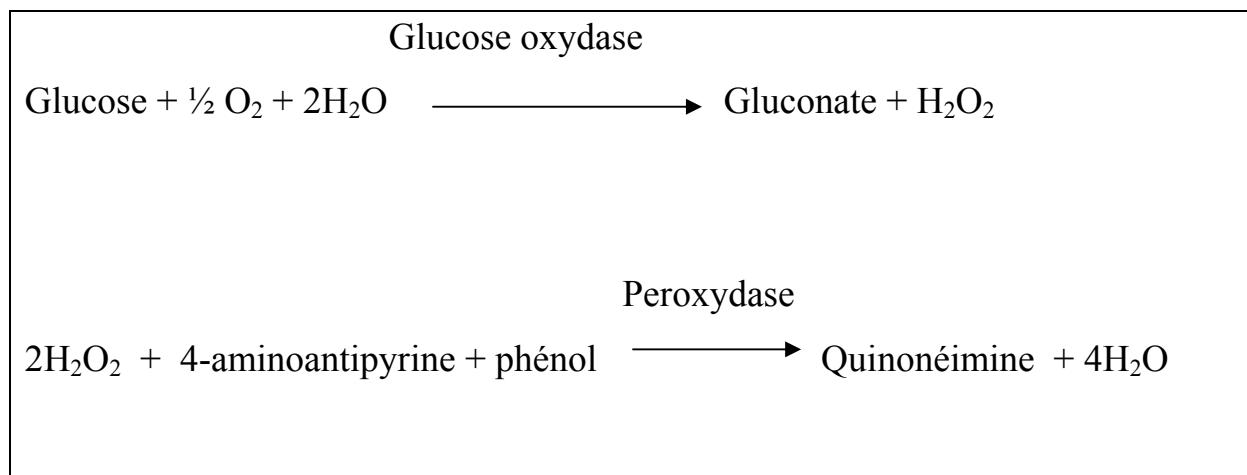 Glucose oxydase
Glucose + ½ O₂ + 2H₂O ⟶ Gluconate + H₂O₂
Peroxydase
2H₂O₂ + 4-aminoantipyrine + phénol ⟶ Quinonéimine + 4H₂O